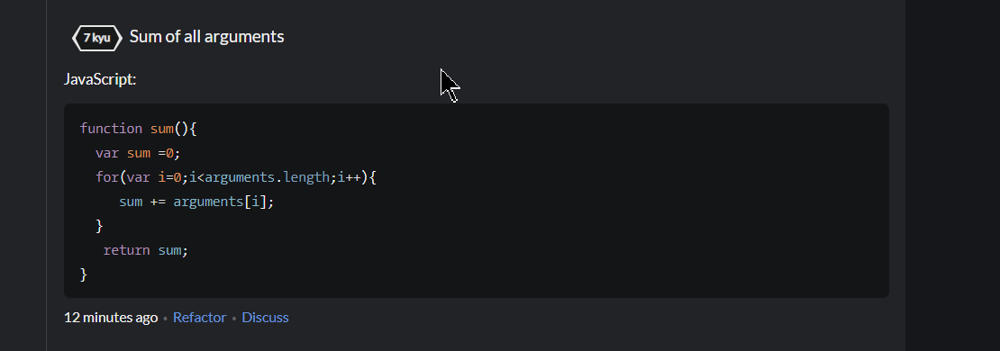 7 kyu Sum of all arguments
JavaScript:
function sum(){
  var sum =0;
  for(var i=0;i<arguments.length;i++){
     sum += arguments[i];
  }
   return sum;
}
12 minutes ago • Refactor • Discuss